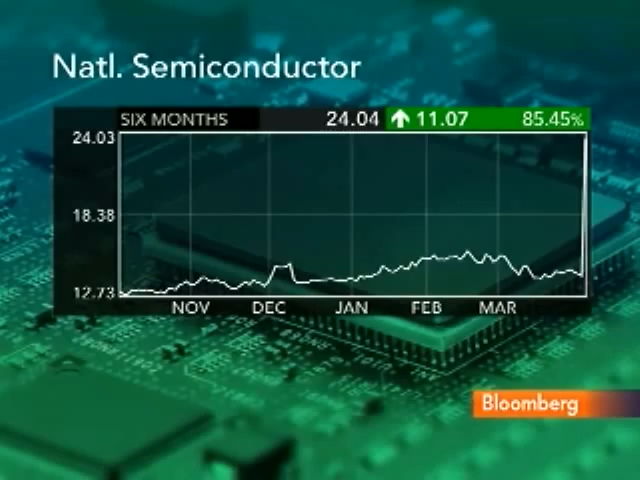 Natl. Semiconductor
SIX MONTHS 24.04 11.07 85.45%
24.03
18.38
12.73
NOV DEC JAN FEB MAR
Bloomberg